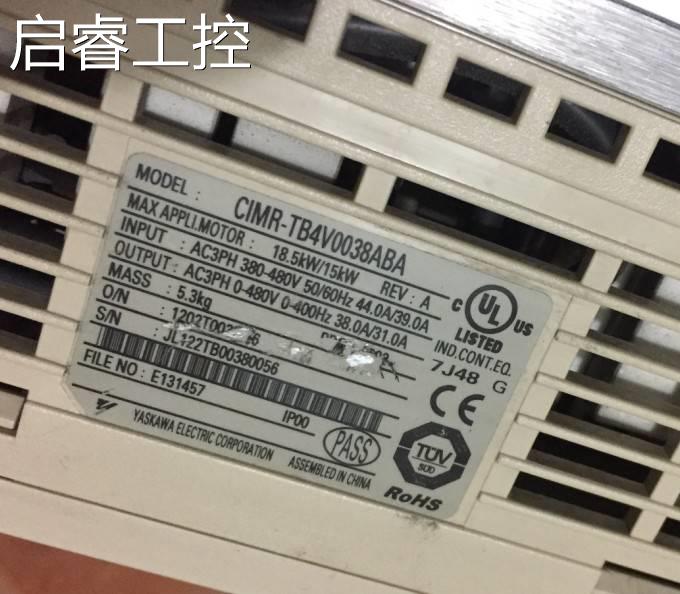 启睿工控
MODEL : CIMR-TB4V0038ABA
MAX APPLI.MOTOR : 18.5kW/15kW REV : A
INPUT : AC3PH 380-480V 50/60Hz 44.0A/39.0A
OUTPUT : AC3PH 0-480V 0-400Hz 38.0A/31.0A
MASS : 5.3kg
O/N
S/N : JL122TB00380056
FILE NO : E131457 IP00
YASKAWA ELECTRIC CORPORATION
ASSEMBLED IN CHINA
PASS
C UL US
LISTED
IND.CONT.EQ.
7J48 G
CE
TÜV
SÜD
RoHS